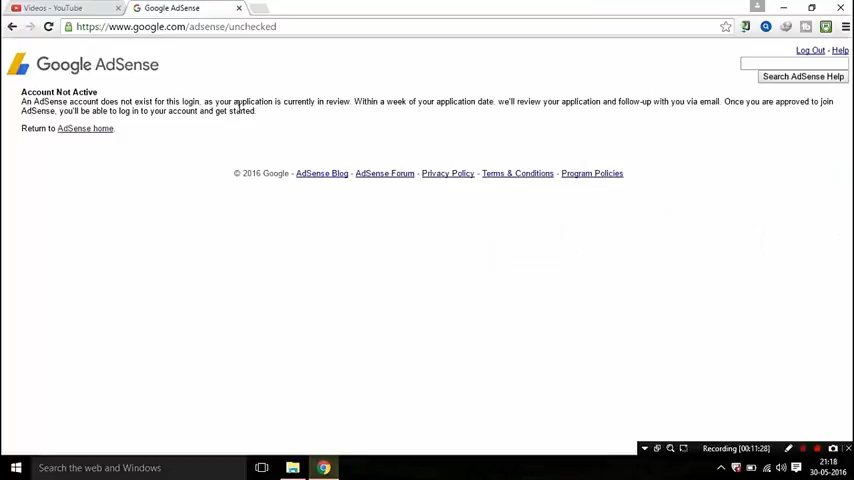 Videos - YouTube
Google AdSense
https://www.google.com/adsense/unchecked
Log Out - Help
Google AdSense
Search AdSense Help
Account Not Active
An AdSense account does not exist for this login, as your application is currently in review. Within a week of your application date, we'll review your application and follow-up with you via email. Once you are approved to join
AdSense, you'll be able to log in to your account and get started.
Return to AdSense home.
© 2016 Google - AdSense Blog - AdSense Forum - Privacy Policy - Terms & Conditions - Program Policies
Recording [00:11:28]
Search the web and Windows
21:18
30-05-2016